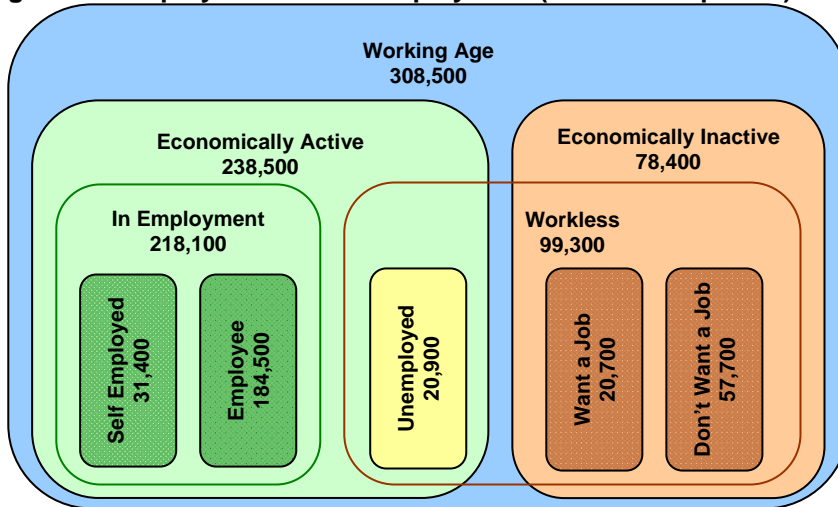 Working Age
308,500
Economically Active
238,500
Economically Inactive
78,400
In Employment
218,100
Workless
99,300
Self Employed
31,400
Employee
184,500
Unemployed
20,900
Want a Job
20,700
Don't Want a Job
57,700